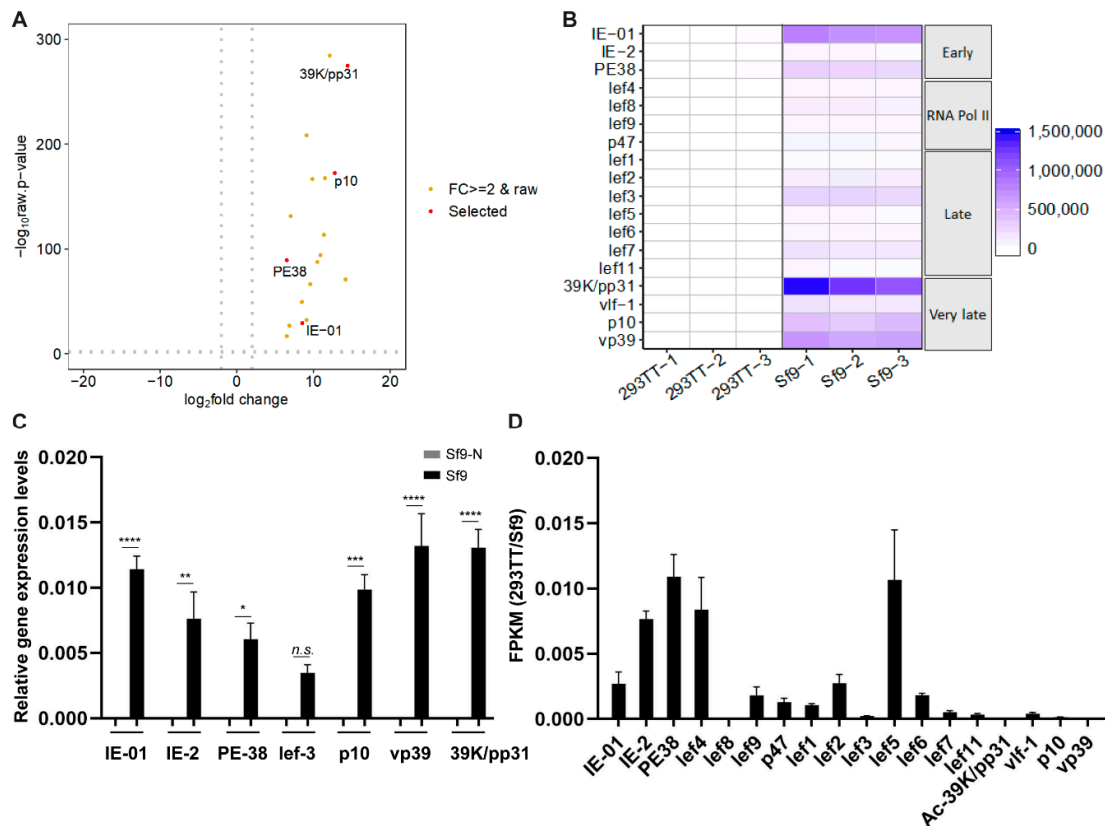 A
300
200
100
0
−log10raw.p−value
39K/pp31
p10
PE38
IE−01
−20
−10
0
10
20
log2fold change
FC>=2 & raw
Selected
B
IE−01
IE−2
PE38
lef4
lef8
lef9
p47
lef1
lef2
lef3
lef5
lef6
lef7
lef11
39K/pp31
vlf−1
p10
vp39
Early
RNA Pol II
Late
Very late
293TT−1
293TT−2
293TT−3
Sf9−1
Sf9−2
Sf9−3
1,500,000
1,000,000
500,000
0
C
Relative gene expression levels
0.020
0.015
0.010
0.005
0.000
Sf9-N
Sf9
****
**
*
n.s.
***
****
****
IE-01
IE-2
PE-38
lef-3
p10
vp39
39K/pp31
D
FPKM (293TT/Sf9)
0.020
0.015
0.010
0.005
0.000
IE-01
IE-2
PE38
lef4
lef8
lef9
p47
lef1
lef2
lef3
lef5
lef6
lef7
lef11
Ac-39K/pp31
vlf-1
p10
vp39